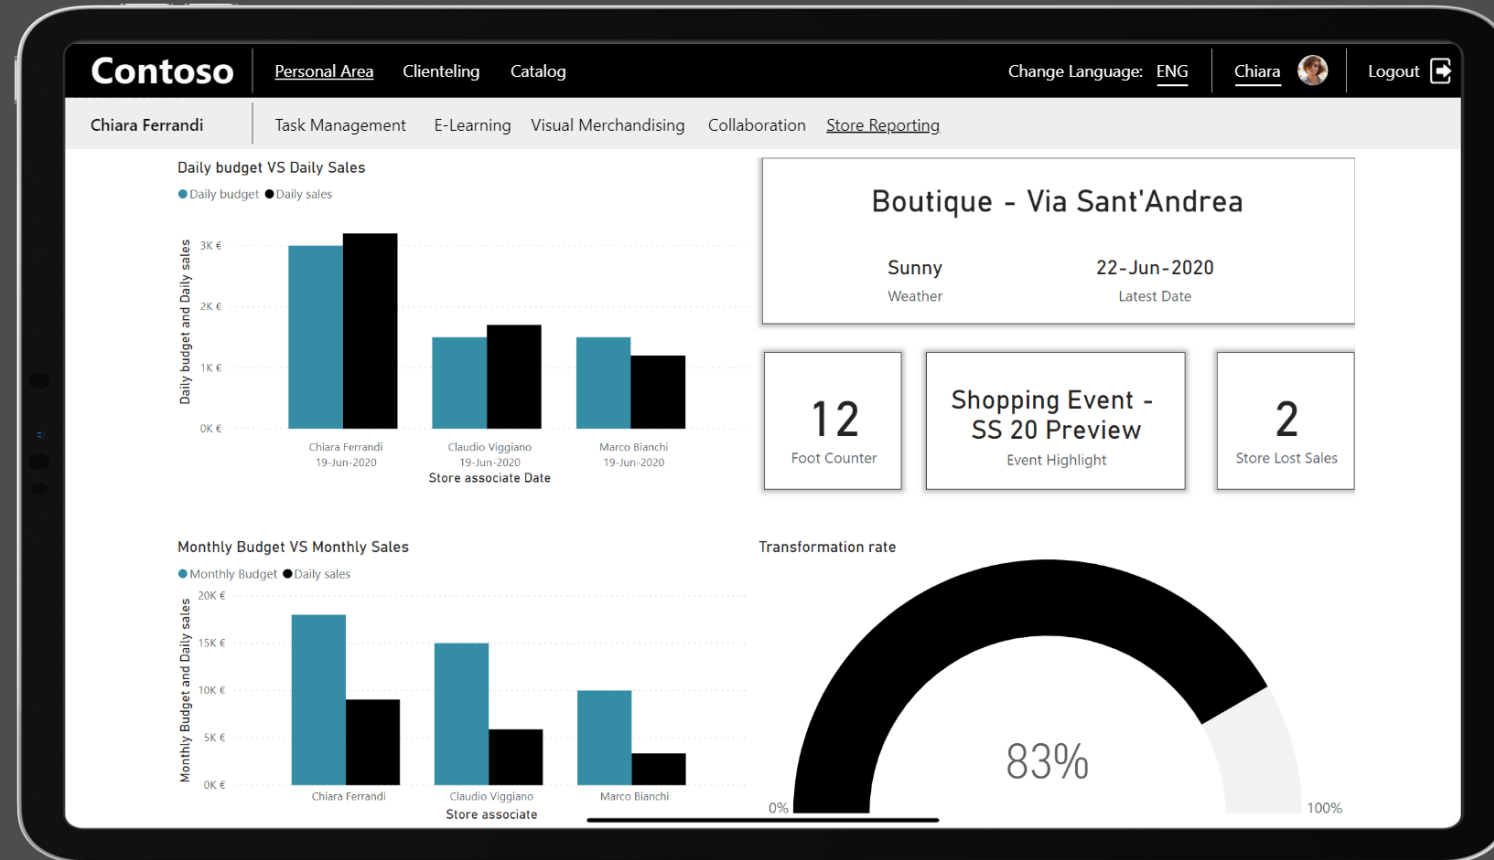 Contoso
Personal Area
Clienteling
Catalog
Change Language: ENG
Chiara
Logout
Chiara Ferrandi
Task Management
E-Learning
Visual Merchandising
Collaboration
Store Reporting
Daily budget VS Daily Sales
Daily budget
Daily sales
Daily budget and Daily sales
3K €
2K €
1K €
0K €
Chiara Ferrandi
19-Jun-2020
Claudio Viggiano
19-Jun-2020
Marco Bianchi
19-Jun-2020
Store associate Date
Boutique - Via Sant'Andrea
Sunny
Weather
22-Jun-2020
Latest Date
12
Foot Counter
Shopping Event -
SS 20 Preview
Event Highlight
2
Store Lost Sales
Monthly Budget VS Monthly Sales
Monthly Budget
Daily sales
Monthly Budget and Daily sales
20K €
15K €
10K €
5K €
0K €
Chiara Ferrandi
Claudio Viggiano
Marco Bianchi
Store associate
Transformation rate
83%
0%
100%